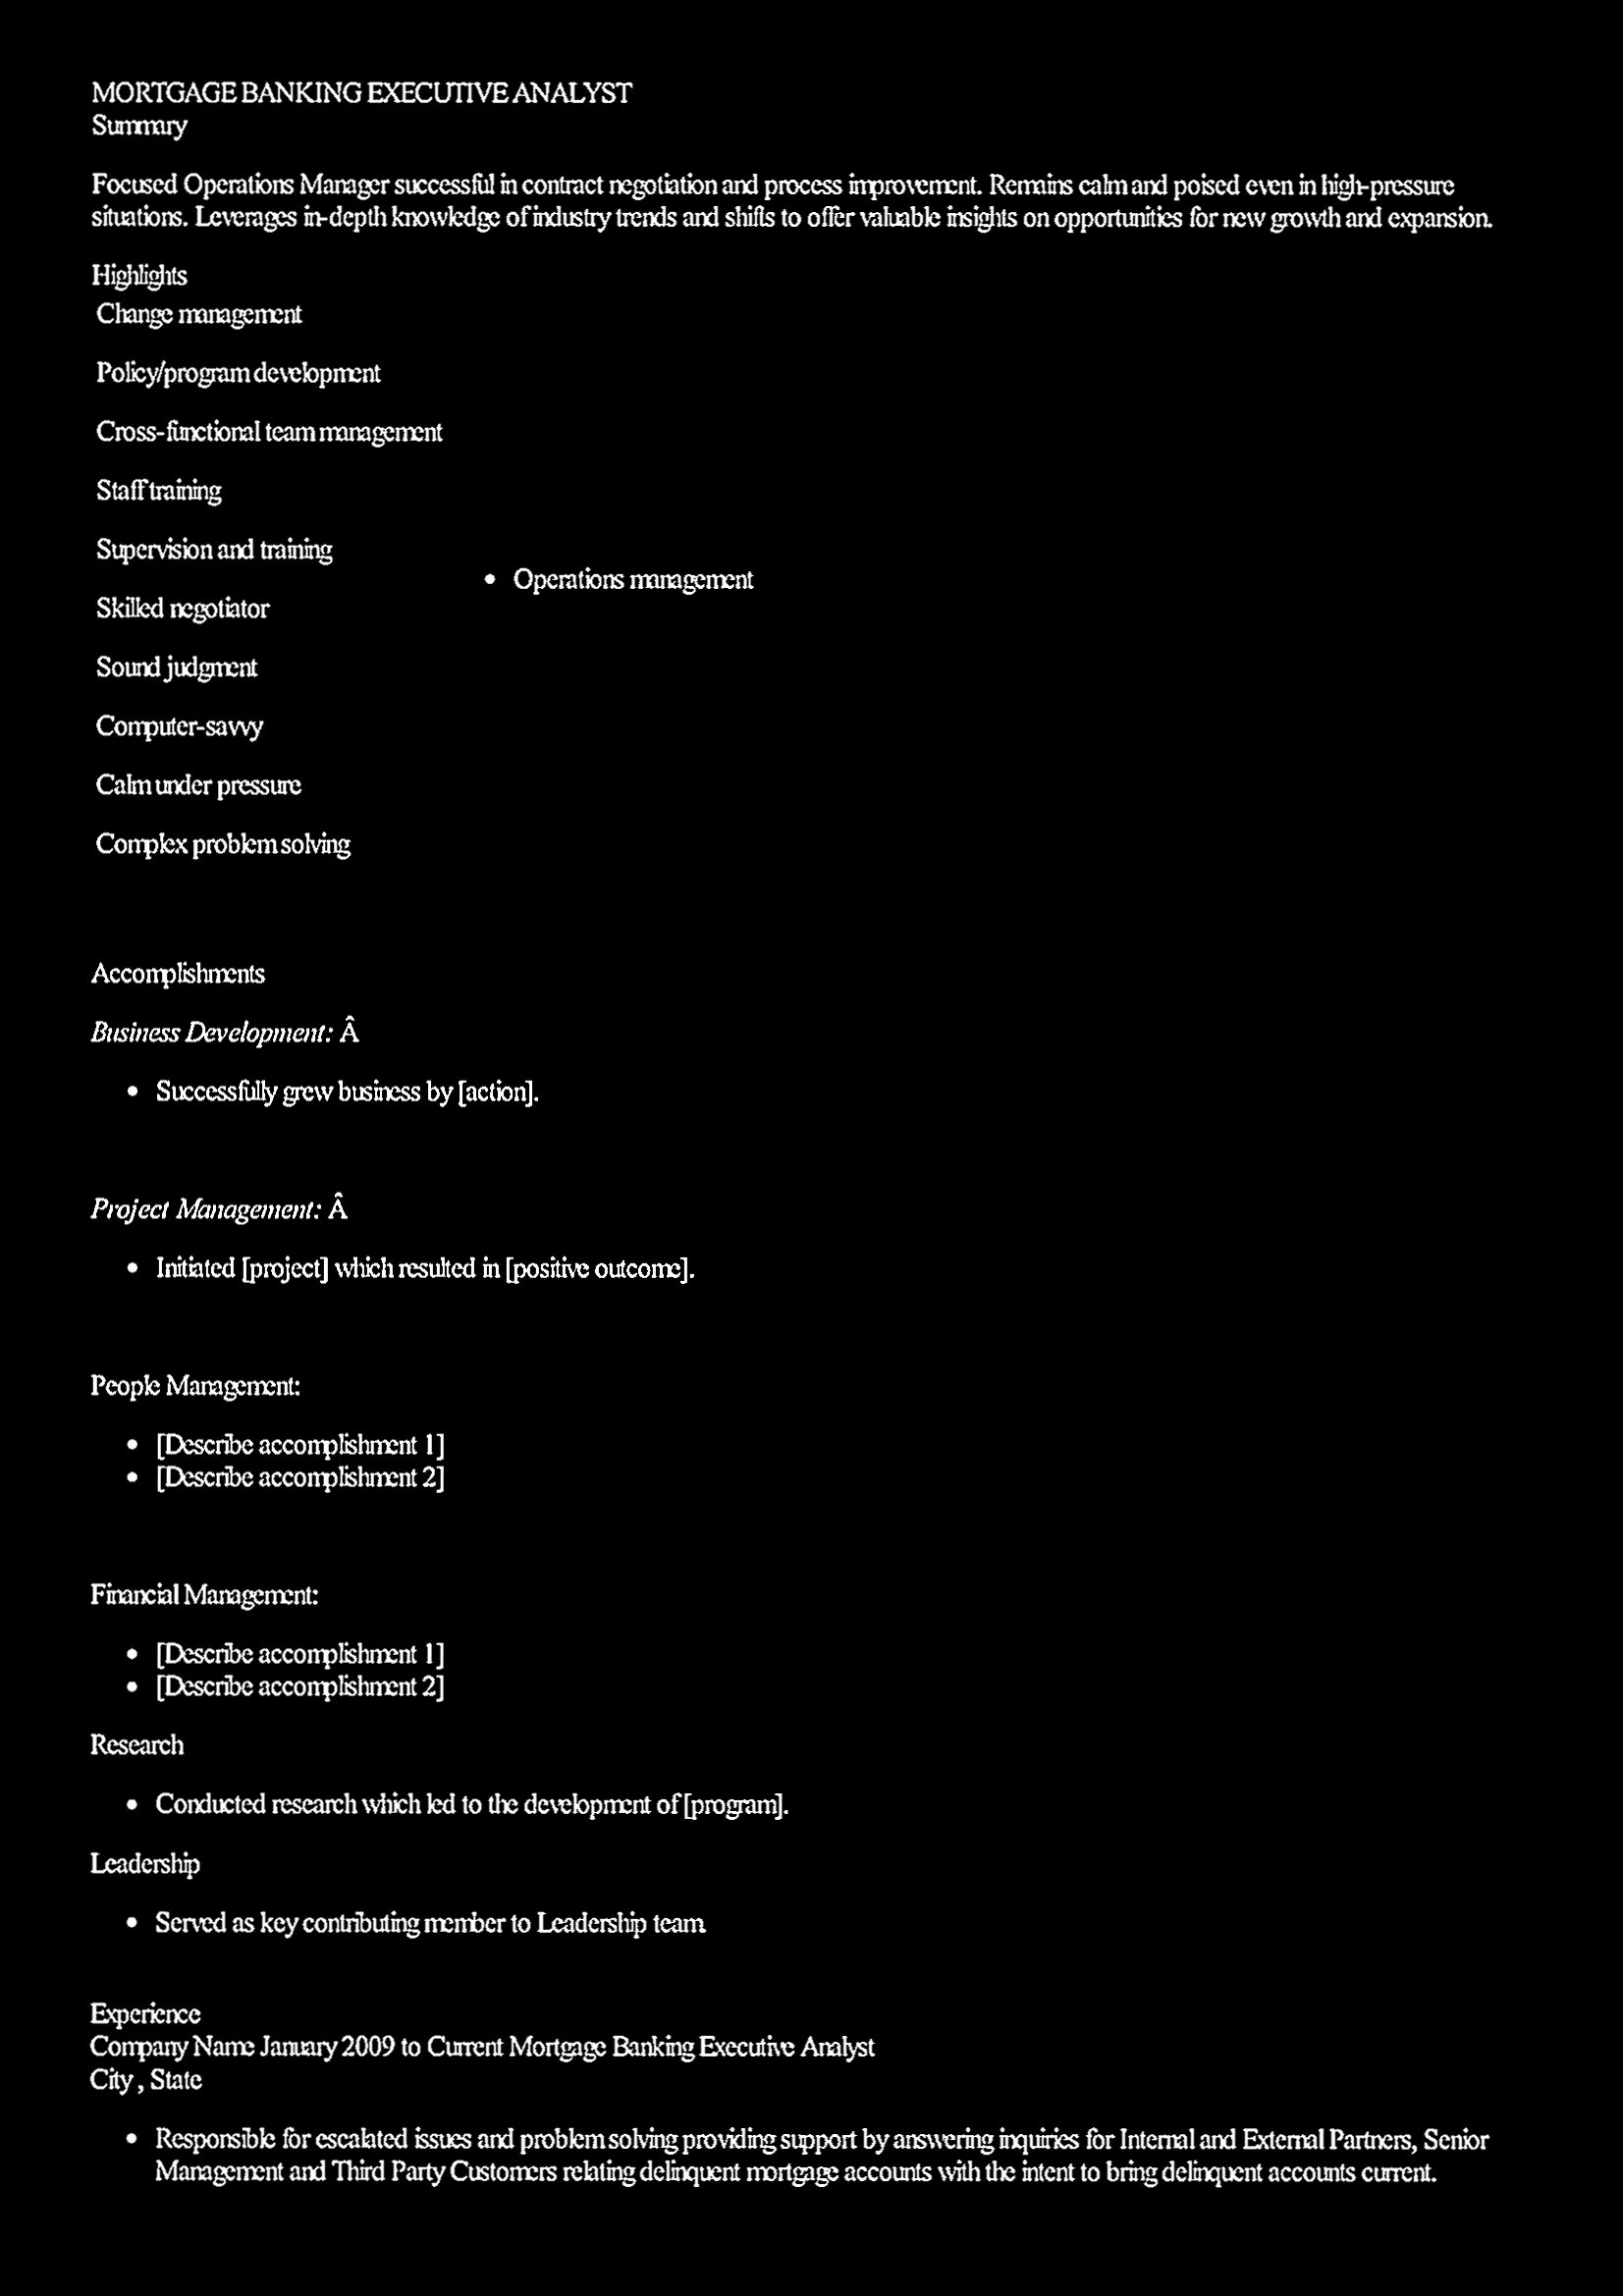 MORTGAGE BANKING EXECUTIVE ANALYST
Summary
Focused Operations Manager successful in contract negotiation and process improvement. Remains calm and poised even in high-pressure
situations. Leverages in-depth knowledge of industry trends and shifts to offer valuable insights on opportunities for new growth and expansion.
Highlights
Change management
Policy/program development
Cross-functional team management
Staff training
Supervision and training
• Operations management
Skilled negotiator
Sound judgment
Computer-savvy
Calm under pressure
Complex problem solving
Accomplishments
Business Development: Â
• Successfully grew business by [action].
Project Management: Â
• Initiated [project] which resulted in [positive outcome].
People Management:
• [Describe accomplishment 1]
• [Describe accomplishment 2]
Financial Management:
• [Describe accomplishment 1]
• [Describe accomplishment 2]
Research
• Conducted research which led to the development of [program].
Leadership
• Served as key contributing member to Leadership team.
Experience
Company Name January 2009 to Current Mortgage Banking Executive Analyst
City , State
• Responsible for escalated issues and problem solving providing support by answering inquiries for Internal and External Partners, Senior
Management and Third Party Customers relating delinquent mortgage accounts with the intent to bring delinquent accounts current.